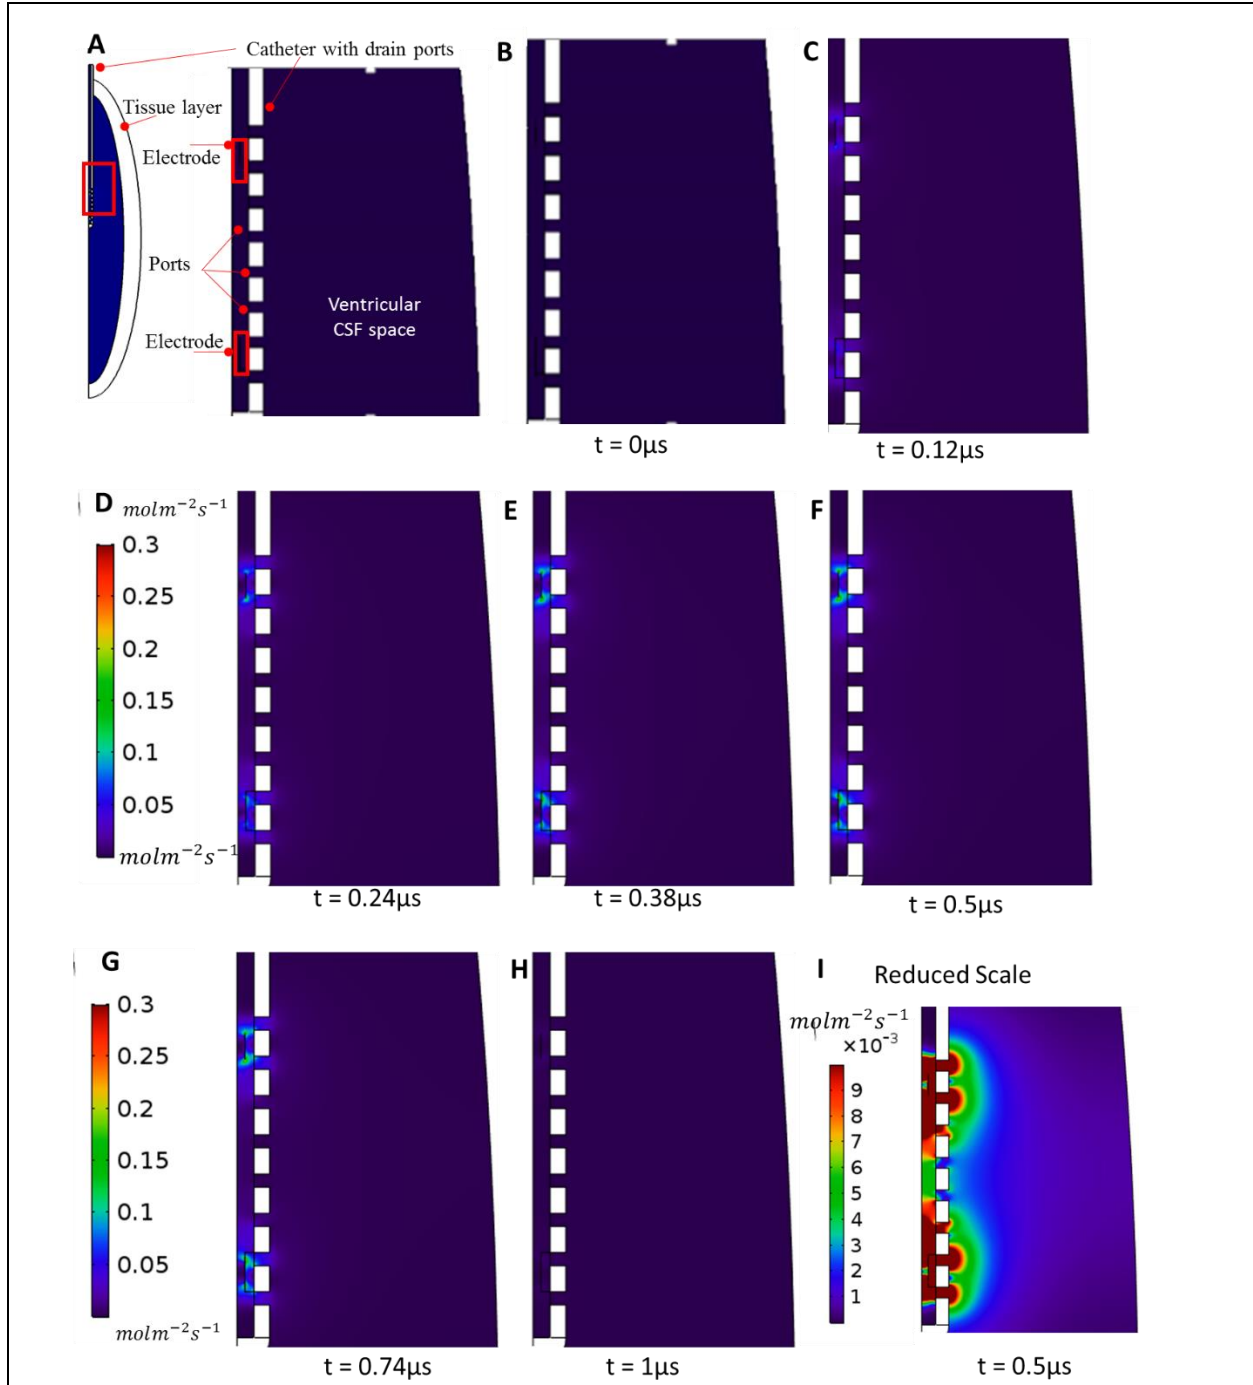 A
Catheter with drain ports
Tissue layer
Electrode
Ports
Electrode
Ventricular
CSF space
B
t = 0µs
C
t = 0.12µs
D
molm⁻²s⁻¹
0.3
0.25
0.2
0.15
0.1
0.05
molm⁻²s⁻¹
t = 0.24µs
E
t = 0.38µs
F
t = 0.5µs
G
0.3
0.25
0.2
0.15
0.1
0.05
molm⁻²s⁻¹
t = 0.74µs
H
t = 1µs
I
Reduced Scale
molm⁻²s⁻¹
×10⁻³
9
8
7
6
5
4
3
2
1
t = 0.5µs